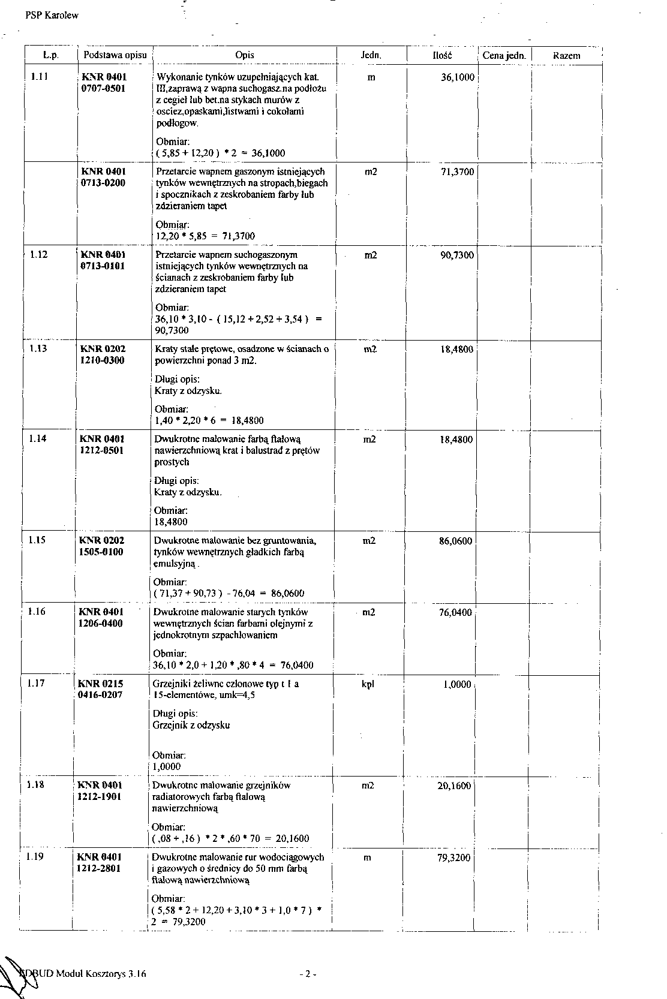 PSP Karolew
L.p. Podstawa opisu Opis Jedn. Ilość Cena jedn. Razem
1.11 KNR 0401 Wykonanie tynków uzupełniających kat. m 36,1000
0707-0501 III,zaprawą z wapna suchogasz.na podłożu
z cegieł lub bet.na stykach murów z
osciez,opaskami,listwami i cokołami
podlogow.
Obmiar:
( 5,85 + 12,20 ) * 2 = 36,1000
KNR 0401 Przetarcie wapnem gaszonym istniejących m2 71,3700
0713-0200 tynków wewnętrznych na stropach,biegach
i spocznikach z zeskrobaniem farby lub
zdzieraniem tapet
Obmiar:
12,20 * 5,85 = 71,3700
1.12 KNR 0401 Przetarcie wapnem suchogaszonym m2 90,7300
0713-0101 istniejących tynków wewnętrznych na
ścianach z zeskrobaniem farby lub
zdzieraniem tapet
Obmiar:
36,10 * 3,10 - ( 15,12 + 2,52 + 3,54 ) =
90,7300
1.13 KNR 0202 Kraty stałe prętowe, osadzone w ścianach o m2 18,4800
1210-0300 powierzchni ponad 3 m2.
Długi opis:
Kraty z odzysku.
Obmiar:
1,40 * 2,20 * 6 = 18,4800
1.14 KNR 0401 Dwukrotne malowanie farbą ftalową m2 18,4800
1212-0501 nawierzchniową krat i balustrad z prętów
prostych
Długi opis:
Kraty z odzysku.
Obmiar:
18,4800
1.15 KNR 0202 Dwukrotne malowanie bez gruntowania, m2 86,0600
1505-0100 tynków wewnętrznych gładkich farbą
emulsyjną .
Obmiar:
( 71,37 + 90,73 ) - 76,04 = 86,0600
1.16 KNR 0401 Dwukrotne malowanie starych tynków m2 76,0400
1206-0400 wewnętrznych ścian farbami olejnymi z
jednokrotnym szpachlowaniem
Obmiar:
36,10 * 2,0 + 1,20 * ,80 * 4 = 76,0400
1.17 KNR 0215 Grzejniki żeliwne członowe typ t 1 a kpl 1,0000
0416-0207 15-elementówe, umk=4,5
Długi opis:
Grzejnik z odzysku
Obmiar:
1,0000
1.18 KNR 0401 Dwukrotne malowanie grzejników m2 20,1600
1212-1901 radiatorowych farbą ftalową
nawierzchniową
Obmiar:
( ,08 + ,16 ) * 2 * ,60 * 70 = 20,1600
1.19 KNR 0401 Dwukrotne malowanie rur wodociągowych m 79,3200
1212-2801 i gazowych o średnicy do 50 mm farbą
ftalową nawierzchniową
Obmiar:
( 5,58 * 2 + 12,20 + 3,10 * 3 + 1,0 * 7 ) *
2 = 79,3200
EDBUD Moduł Kosztorys 3.16 - 2 -